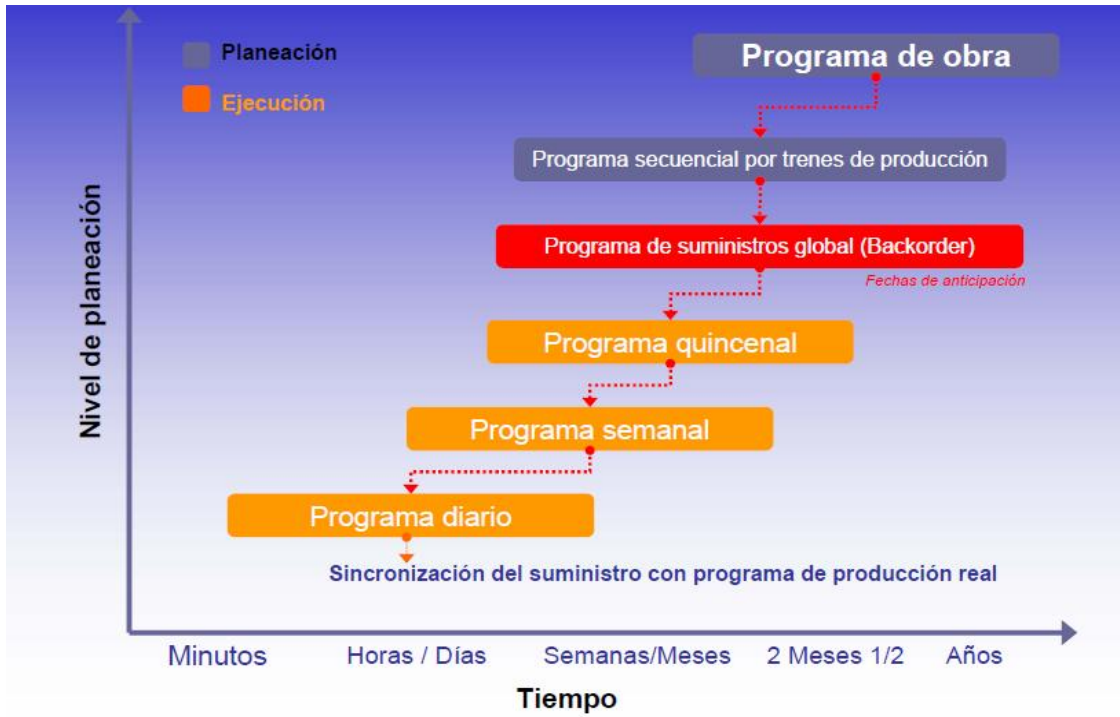 Planeación
Ejecución
Programa de obra
Programa secuencial por trenes de producción
Programa de suministros global (Backorder)
Fechas de anticipación
Programa quincenal
Programa semanal
Programa diario
Sincronización del suministro con programa de producción real
Nivel de planeación
Minutos
Horas / Días
Semanas/Meses
2 Meses 1/2
Años
Tiempo